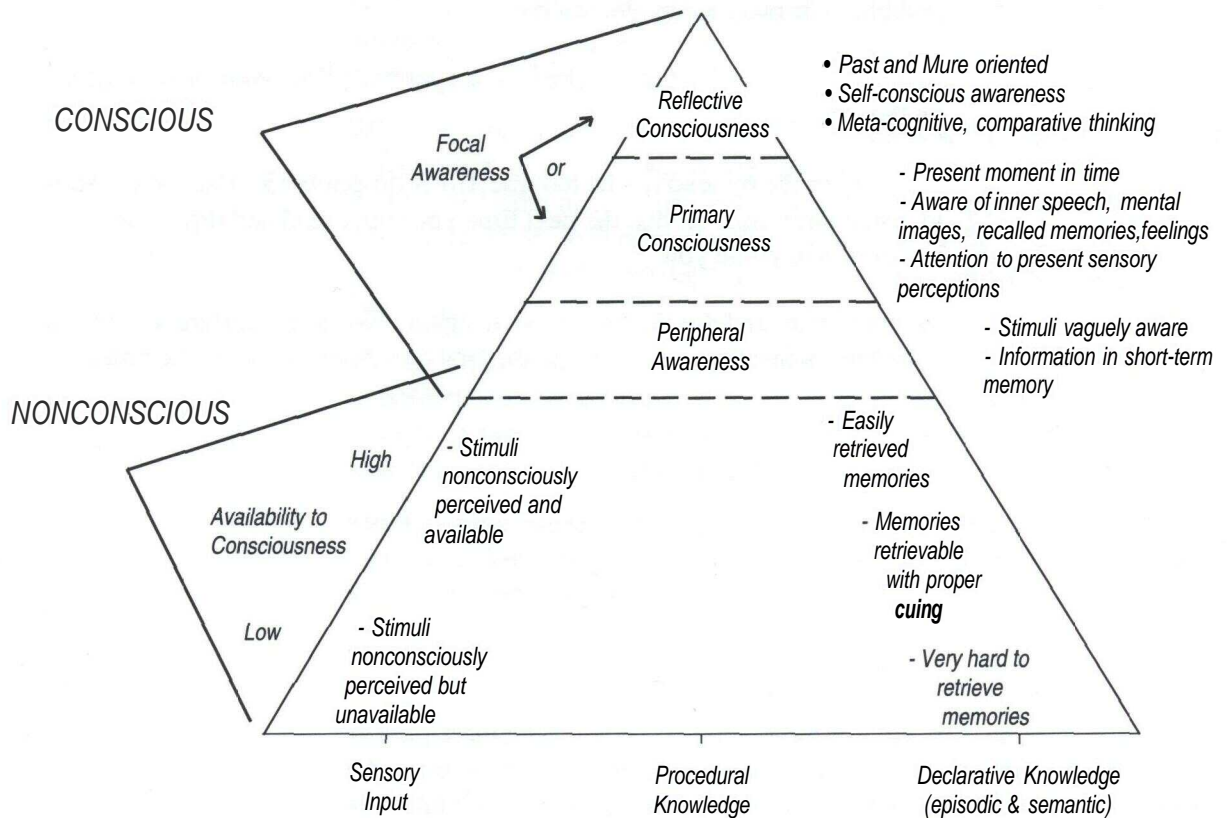 CONSCIOUS
Focal
Awareness
or
Reflective
Consciousness
• Past and Mure oriented
• Self-conscious awareness
• Meta-cognitive, comparative thinking
Primary
Consciousness
- Present moment in time
- Aware of inner speech, mental
images, recalled memories,feelings
- Attention to present sensory
perceptions
Peripheral
Awareness
- Stimuli vaguely aware
- Information in short-term
memory
NONCONSCIOUS
High
Availability to
Consciousness
Low
- Stimuli
nonconsciously
perceived and
available
- Stimuli
nonconsciously
perceived but
unavailable
- Easily
retrieved
memories
- Memories
retrievable
with proper
cuing
- Very hard to
retrieve
memories
Sensory
Input
Procedural
Knowledge
Declarative Knowledge
(episodic & semantic)